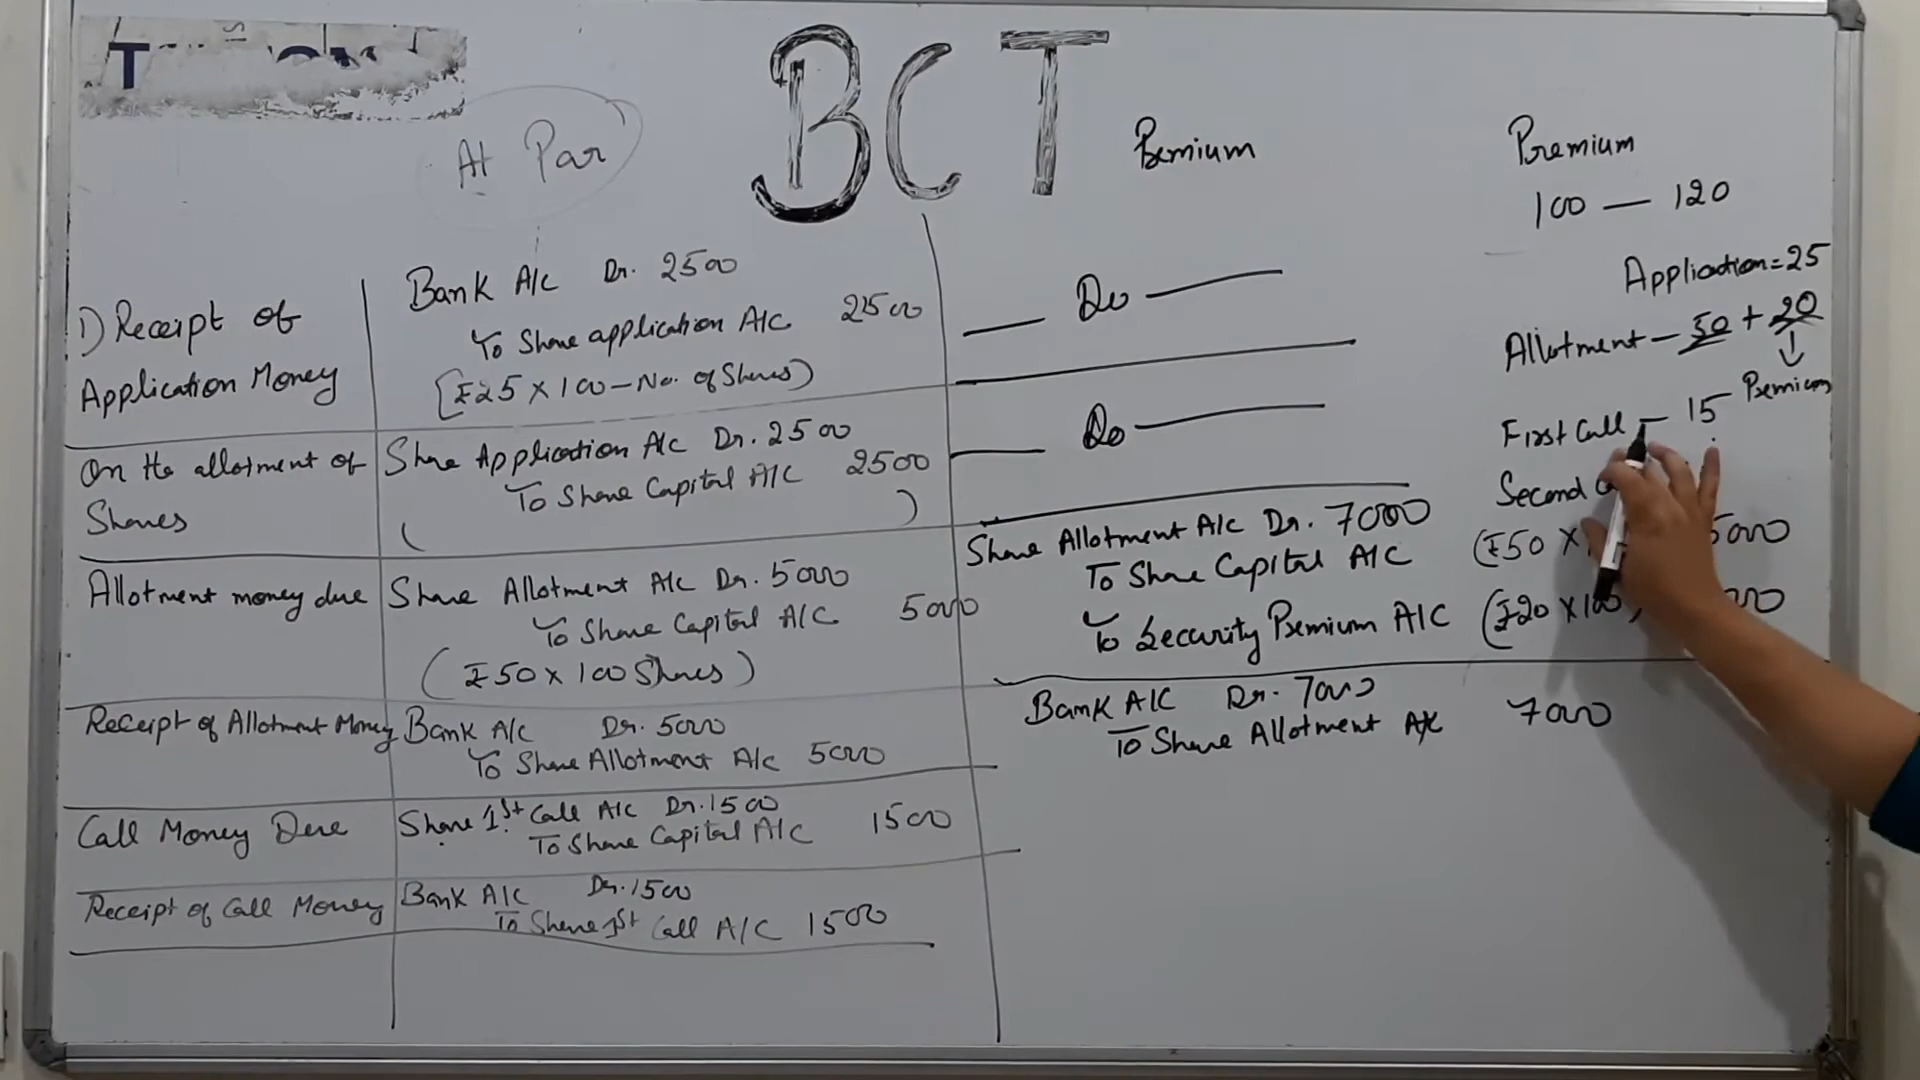 BCT
At Par
Premium
Premium
100 — 120
Application = 25
Allotment — 50 + 20
Premium
First Call — 15
Second
1) Receipt of
Application Money
Bank A/c Dr. 2500
To Share application A/c 2500
[₹25 × 100 – No. of Shares)
— Do —
On the allotment of
Shares
Share Application A/c Dr. 2500
To Share Capital A/C 2500
( )
— Do —
Allotment money due
Share Allotment A/c Dr. 5000
To Share Capital A/C 5000
(₹50 × 100 Shares)
Share Allotment A/c Dr. 7000
To Share Capital A/C (₹50 × 5000
To Security Premium A/C (₹20 × 100)
Receipt of Allotment Money
Bank A/c Dr. 5000
To Share Allotment A/c 5000
Bank A/C Dr. 7000
To Share Allotment A/c 7000
Call Money Due
Share 1st Call A/c Dr. 1500
To Share Capital A/C 1500
Receipt of Call Money
Bank A/C Dr. 1500
To Share 1st Call A/C 1500